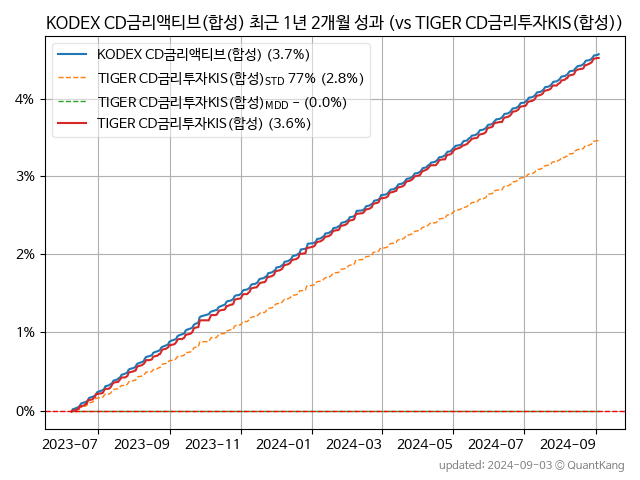 KODEX CD금리액티브(합성) 최근 1년 2개월 성과 (vs TIGER CD금리투자KIS(합성))
KODEX CD금리액티브(합성) (3.7%)
TIGER CD금리투자KIS(합성)STD 77% (2.8%)
TIGER CD금리투자KIS(합성)MDD − (0.0%)
TIGER CD금리투자KIS(합성) (3.6%)
4%
3%
2%
1%
0%
2023−07 2023−09 2023−11 2024−01 2024−03 2024−05 2024−07 2024−09
updated: 2024-09-03 © QuantKang